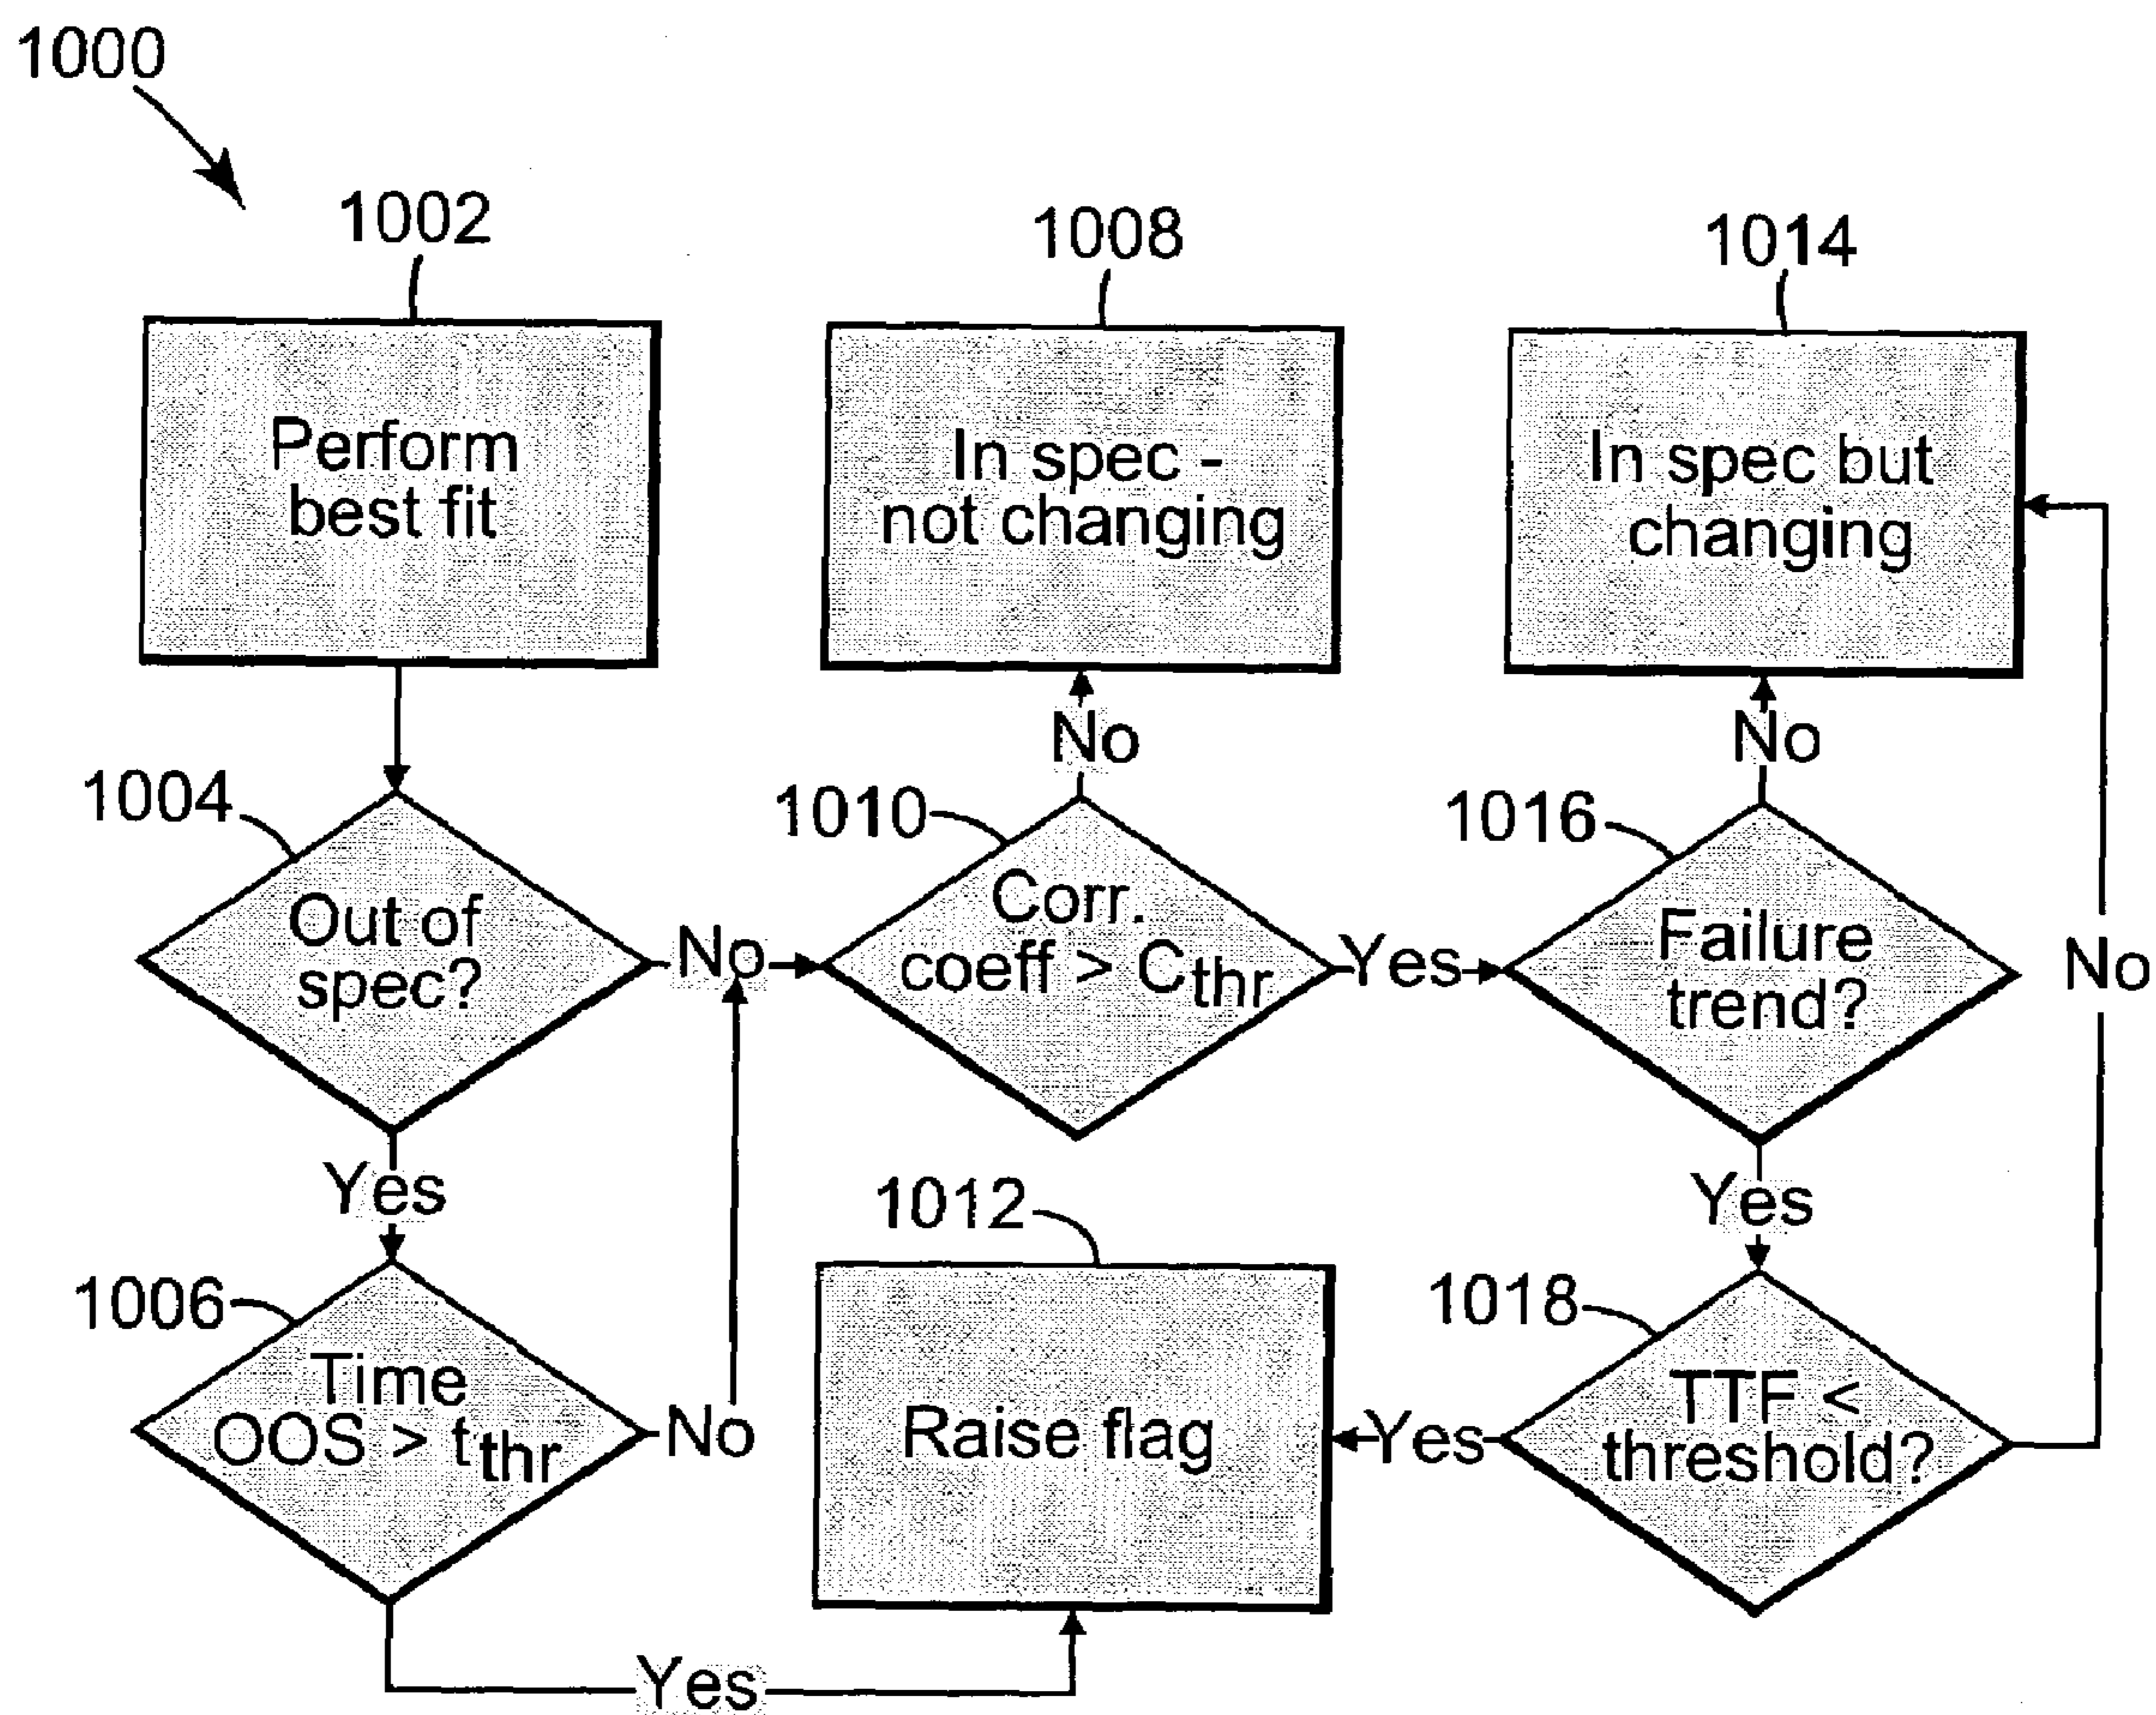 1000
1002
Perform
best fit
1008
In spec -
not changing
1014
In spec but
changing
No
No
1004
Out of
spec?
No
1010
Corr.
coeff > Cthr
Yes
1016
Failure
trend?
No
Yes
1006
Time
OOS > tthr
No
1012
Raise flag
Yes
Yes
1018
TTF <
threshold?
Yes